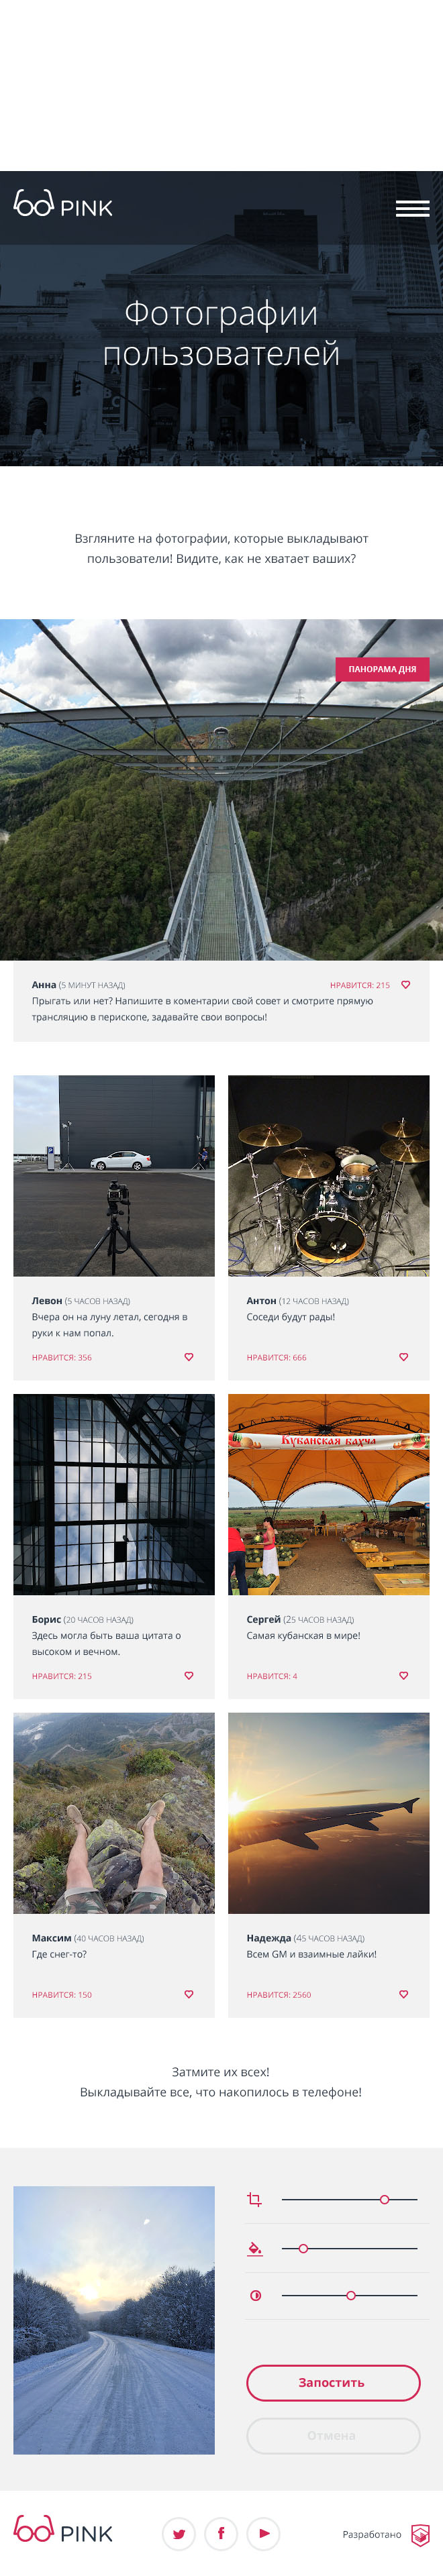 PINK
Фотографии
пользователей
Взгляните на фотографии, которые выкладывают
пользователи! Видите, как не хватает ваших?
ПАНОРАМА ДНЯ
Анна (5 МИНУТ НАЗАД)
НРАВИТСЯ: 215
Прыгать или нет? Напишите в коментарии свой совет и смотрите прямую
трансляцию в перископе, задавайте свои вопросы!
Левон (5 ЧАСОВ НАЗАД)
Вчера он на луну летал, сегодня в
руки к нам попал.
НРАВИТСЯ: 356
Антон (12 ЧАСОВ НАЗАД)
Соседи будут рады!
НРАВИТСЯ: 666
Кубанская бахча
Борис (20 ЧАСОВ НАЗАД)
Здесь могла быть ваша цитата о
высоком и вечном.
НРАВИТСЯ: 215
Сергей (25 ЧАСОВ НАЗАД)
Самая кубанская в мире!
НРАВИТСЯ: 4
Максим (40 ЧАСОВ НАЗАД)
Где снег-то?
НРАВИТСЯ: 150
Надежда (45 ЧАСОВ НАЗАД)
Всем GM и взаимные лайки!
НРАВИТСЯ: 2560
Затмите их всех!
Выкладывайте все, что накопилось в телефоне!
Запостить
Отмена
PINK
Разработано